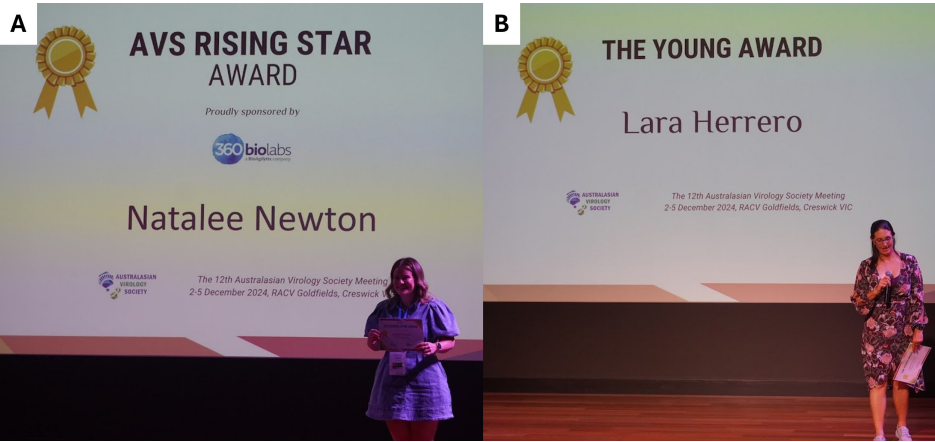 A
AVS RISING STAR
AWARD
Proudly sponsored by
360biolabs
Natalee Newton
AUSTRALASIAN
VIROLOGY
SOCIETY
The 12th Australasian Virology Society Meeting
2-5 December 2024, RACV Goldfields, Creswick
B
THE YOUNG AWARD
Lara Herrero
AUSTRALASIAN
VIROLOGY
SOCIETY
The 12th Australasian Virology Society Meeting
2-5 December 2024, RACV Goldfields, Creswick VIC